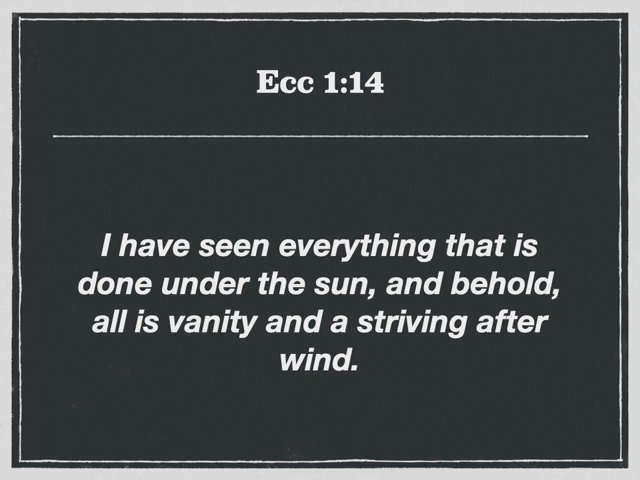 Ecc 1:14
I have seen everything that is
done under the sun, and behold,
all is vanity and a striving after
wind.